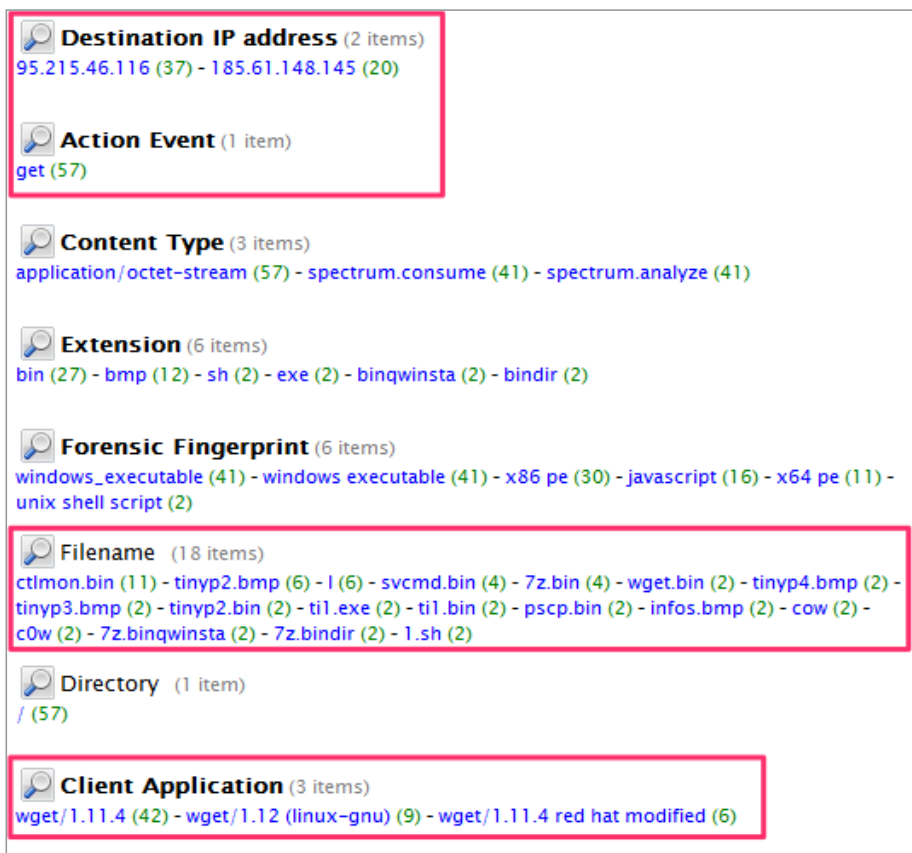 Destination IP address (2 items)
95.215.46.116 (37) - 185.61.148.145 (20)
Action Event (1 item)
get (57)
Content Type (3 items)
application/octet-stream (57) - spectrum.consume (41) - spectrum.analyze (41)
Extension (6 items)
bin (27) - bmp (12) - sh (2) - exe (2) - binqwinsta (2) - bindir (2)
Forensic Fingerprint (6 items)
windows_executable (41) - windows executable (41) - x86 pe (30) - javascript (16) - x64 pe (11) -
unix shell script (2)
Filename (18 items)
ctlmon.bin (11) - tinyp2.bmp (6) - l (6) - svcmd.bin (4) - 7z.bin (4) - wget.bin (2) - tinyp4.bmp (2) -
tinyp3.bmp (2) - tinyp2.bin (2) - ti1.exe (2) - ti1.bin (2) - pscp.bin (2) - infos.bmp (2) - cow (2) -
c0w (2) - 7z.binqwinsta (2) - 7z.bindir (2) - 1.sh (2)
Directory (1 item)
/ (57)
Client Application (3 items)
wget/1.11.4 (42) - wget/1.12 (linux-gnu) (9) - wget/1.11.4 red hat modified (6)